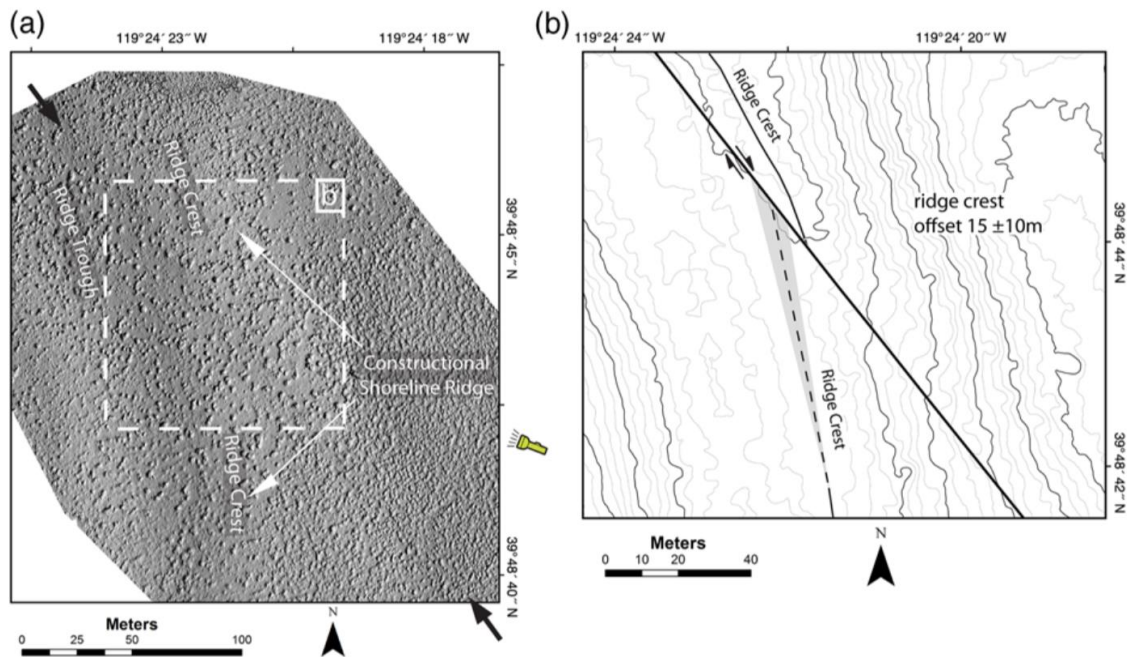 (a)
119°24´23˝ W
119°24´18˝ W
Ridge Crest
Ridge Trough
b
39°48´45˝ N
Constructional
Shoreline Ridge
Ridge Crest
39°48´40˝ N
Meters
0 25 50 100
N
(b)
119°24´24˝ W
119°24´20˝ W
Ridge Crest
ridge crest
offset 15 ±10m
39°48´44˝ N
Ridge Crest
39°48´42˝ N
Meters
0 10 20 40
N